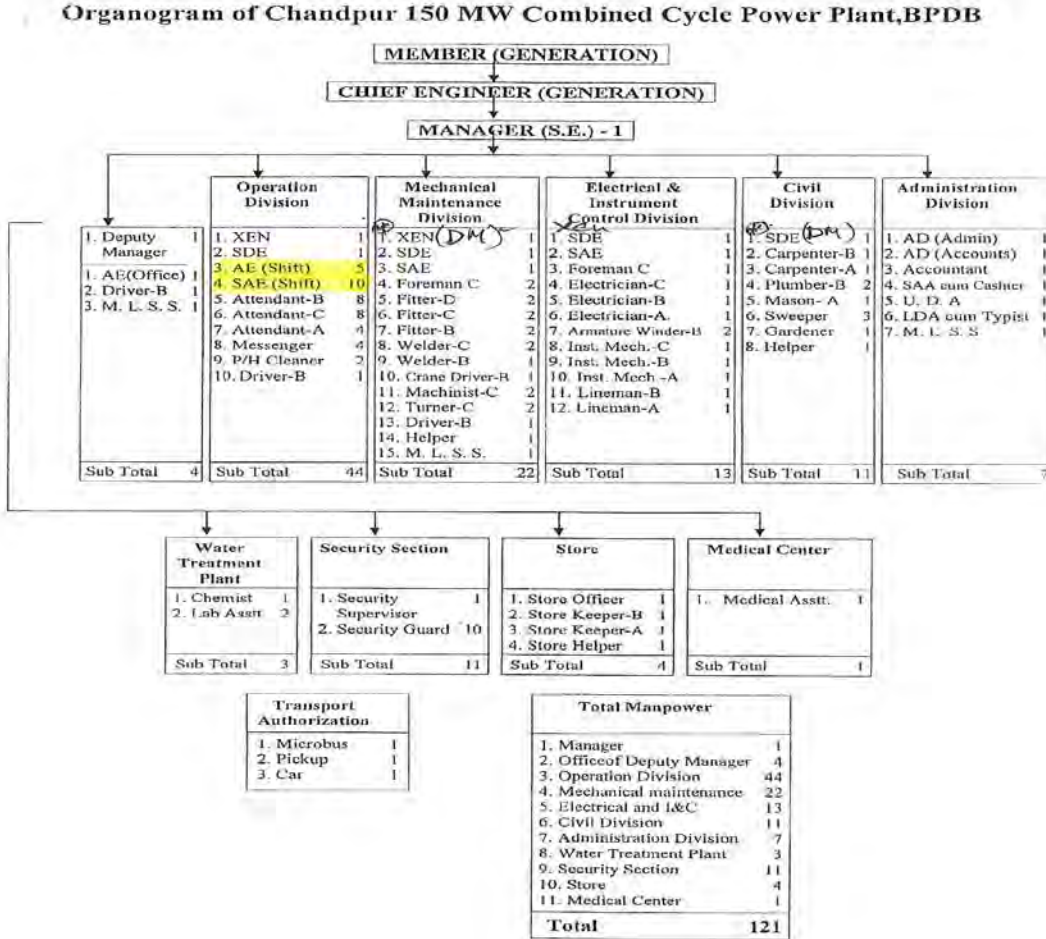 Organogram of Chandpur 150 MW Combined Cycle Power Plant,BPDB
MEMBER (GENERATION)
CHIEF ENGINEER (GENERATION)
MANAGER (S.E.) - 1
1. Deputy Manager 1
1. AE(Office) 1
2. Driver-B 1
3. M. L. S. S. 1
Sub Total 4
Operation
Division
1. XEN 1
2. SDE 1
3. AE (Shift) 5
4. SAE (Shift) 10
5. Attendant-B 8
6. Attendant-C 8
7. Attendant-A 4
8. Messenger 4
9. P/H Cleaner 2
10. Driver-B 1
Sub Total 44
Mechanical
Maintenance
Division
1. XEN (DM) 1
2. SDE 1
3. SAE 1
4. Foreman C 2
5. Fitter-D 2
6. Fitter-C 2
7. Fitter-B 2
8. Welder-C 2
9. Welder-B 1
10. Crane Driver-B 1
11. Machinist-C 2
12. Turner-C 2
13. Driver-B 1
14. Helper 1
15. M. L. S. S. 1
Sub Total 22
Electrical &
Instrument
Control Division
Xen
1. SDE 1
2. SAE 1
3. Foreman C 1
4. Electrician-C 1
5. Electrician-B 1
6. Electrician-A. 1
7. Armature Winder-B 2
8. Inst. Mech.-C 1
9. Inst. Mech.-B 1
10. Inst. Mech -A 1
11. Lineman-B 1
12. Lineman-A 1
Sub Total 13
Civil
Division
1. SDE (DM) 1
2. Carpenter-B 1
3. Carpenter-A 1
4. Plumber-B 2
5. Mason- A 1
6. Sweeper 3
7. Gardener 1
8. Helper 1
Sub Total 11
Administration
Division
1. AD (Admin) 1
2. AD (Accounts) 1
3. Accountant 1
4. SAA cum Cashier 1
5. U. D. A 1
6. LDA cum Typist 1
7. M. L. S. S 1
Sub Total 7
Water
Treatment
Plant
1. Chemist 1
2. Lab Asstt 2
Sub Total 3
Security Section
1. Security 1
Supervisor
2. Security Guard 10
Sub Total 11
Store
1. Store Officer 1
2. Store Keeper-B 1
3. Store Keeper-A 1
4. Store Helper 1
Sub Total 4
Medical Center
1. Medical Asstt. 1
Sub Total 1
Transport
Authorization
1. Microbus 1
2. Pickup 1
3. Car 1
Total Manpower
1. Manager 1
2. Officeof Deputy Manager 4
3. Operation Division 44
4. Mechanical maintenance 22
5. Electrical and I&C 13
6. Civil Division 11
7. Administration Division 7
8. Water Treatment Plant 3
9. Security Section 11
10. Store 4
11. Medical Center 1
Total 121